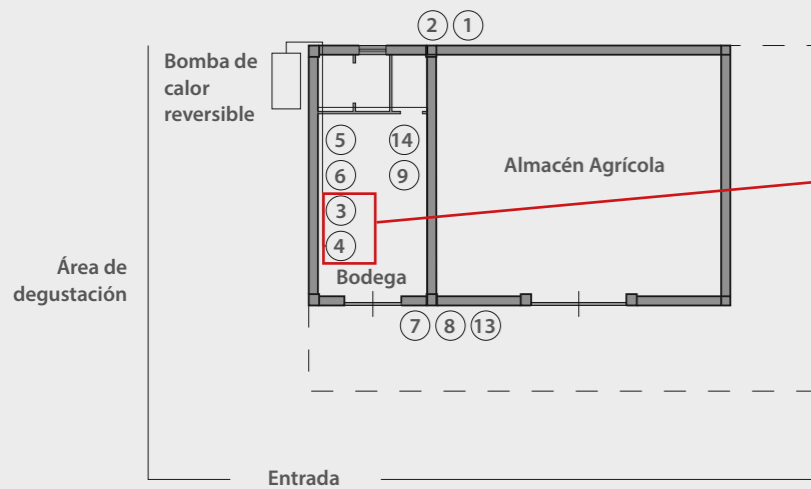 2 1
Bomba de
calor
reversible
5 14
6 9
Almacén Agrícola
3
4
Área de
degustación
Bodega
7 8 13
Entrada